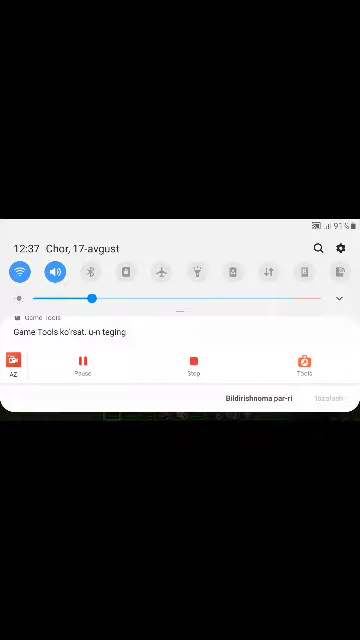 91%
12:37 Chor, 17-avgust
Game Tools
Game Tools ko'rsat. u-n teging
AZ
Pause
Stop
Tools
Bildirishnoma par-ri
Tozalash